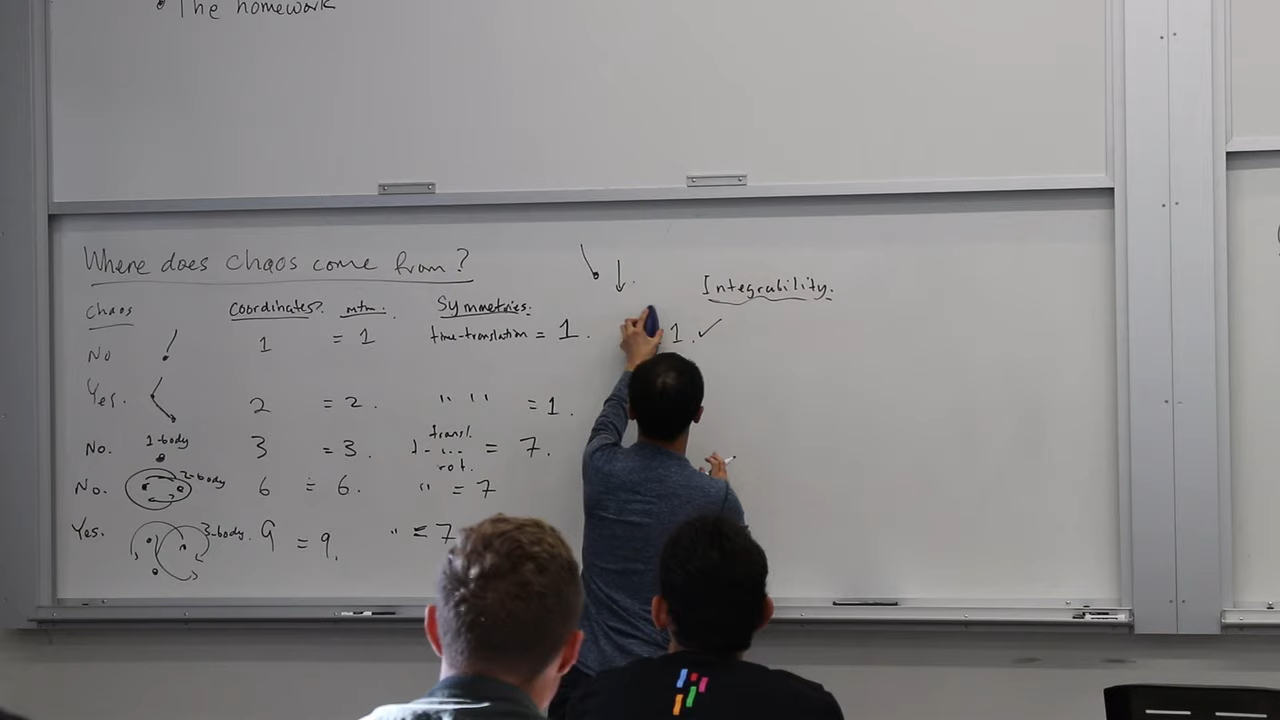 • The homework
Where does chaos come from?
Chaos Coordinates? mtm. Symmetries: Integrability.
No 1 = 1 time-translation = 1. 1. ✓
Yes. 2 = 2. " " = 1.
No. 1-body 3 = 3. transl. rot. = 7.
No. 2-body 6 = 6. " = 7
Yes. 3-body. 9 = 9. " = 7